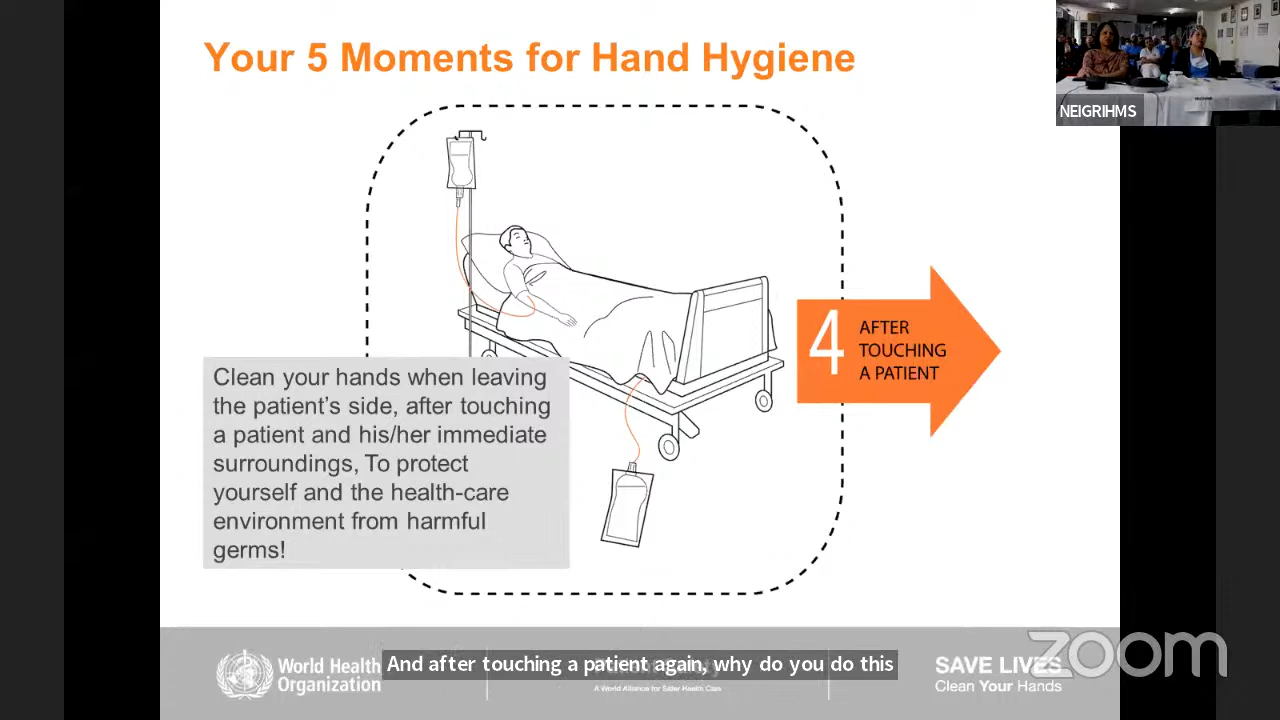 Your 5 Moments for Hand Hygiene
NEIGRIHMS
4
AFTER
TOUCHING
A PATIENT
Clean your hands when leaving
the patient’s side, after touching
a patient and his/her immediate
surroundings, To protect
yourself and the health-care
environment from harmful
germs!
World Health
Organization
And after touching a patient again, why do you do this
A World Alliance for Safer Health Care
SAVE LIVES
Clean Your Hands
zoom